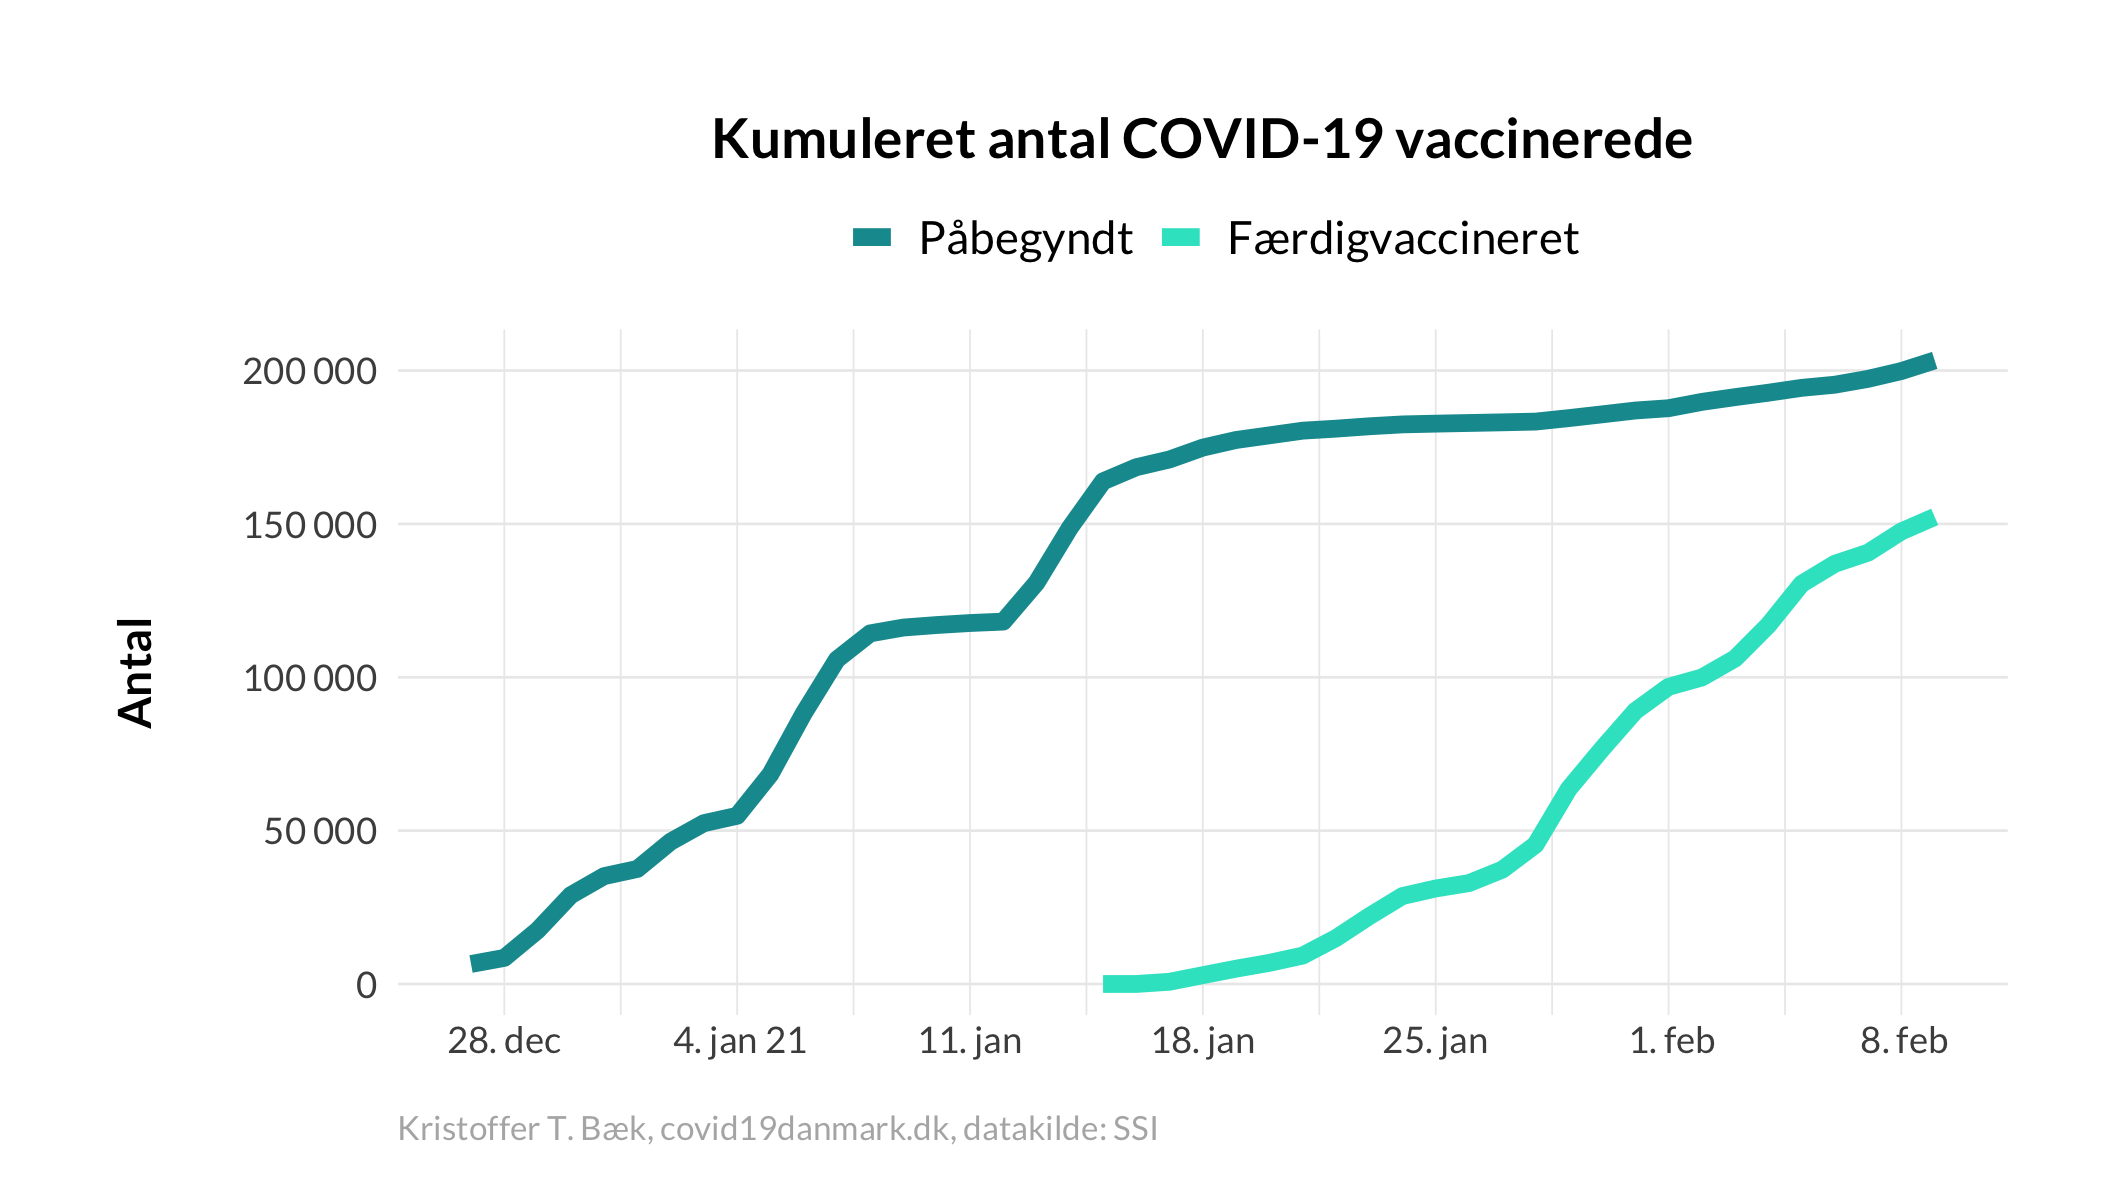 Kumuleret antal COVID-19 vaccinerede
Påbegyndt Færdigvaccineret
Antal
200 000
150 000
100 000
50 000
0
28. dec 4. jan 21 11. jan 18. jan 25. jan 1. feb 8. feb
Kristoffer T. Bæk, covid19danmark.dk, datakilde: SSI